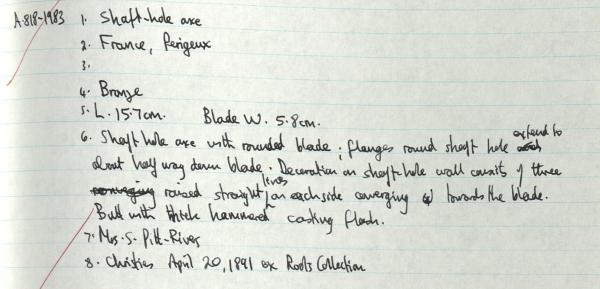 A.818-1983 1. Shaft-hole axe
2. France, Perigeux
3.
4. Bronze
5. L. 15.7cm. Blade W. 5.8cm.
6. Shaft hole axe with rounded blade; flanges round shaft hole extend to
about half way down blade. Decoration on shaft-hole wall consists of three
converging raised straight lines on each side converging towards the blade.
Butt with thick hammered casting flash.
7. Mrs. S. Pitt-Rivers
8. Christies April 20, 1891 ex Roots Collection